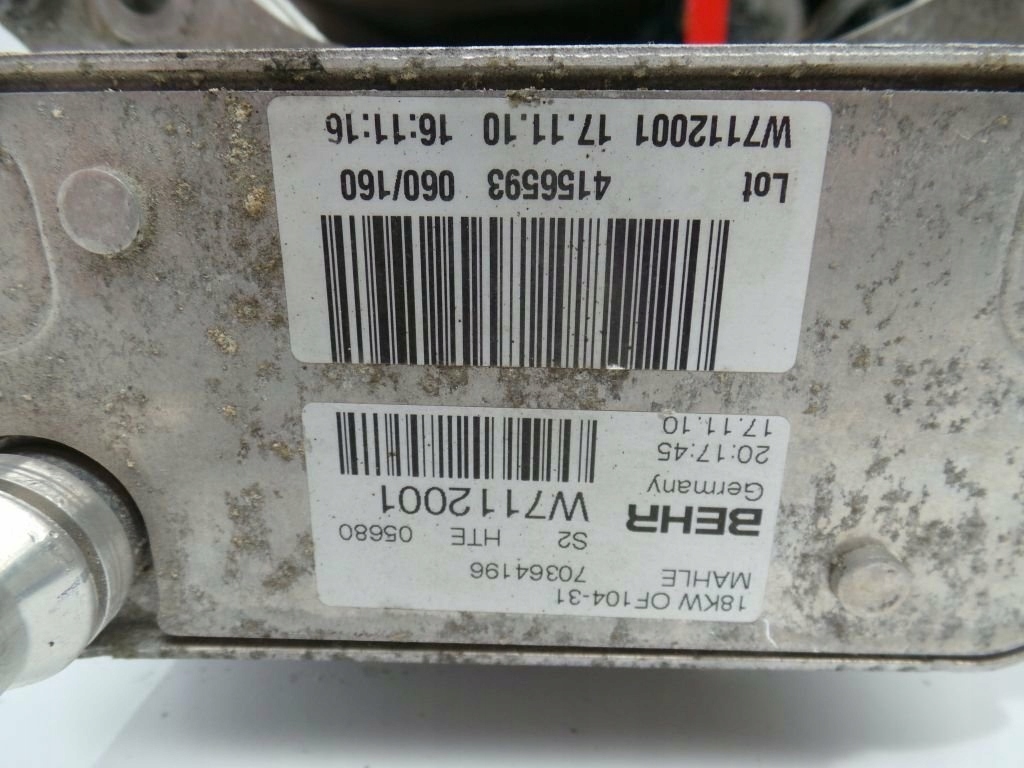 18KW OF104-31
MAHLE 70364196
S2 HTE 05680
BEHR
Germany
W7112001
20:17:45
17.11.10
Lot 4156593 060/160
W7112001 17.11.10 16:11:16